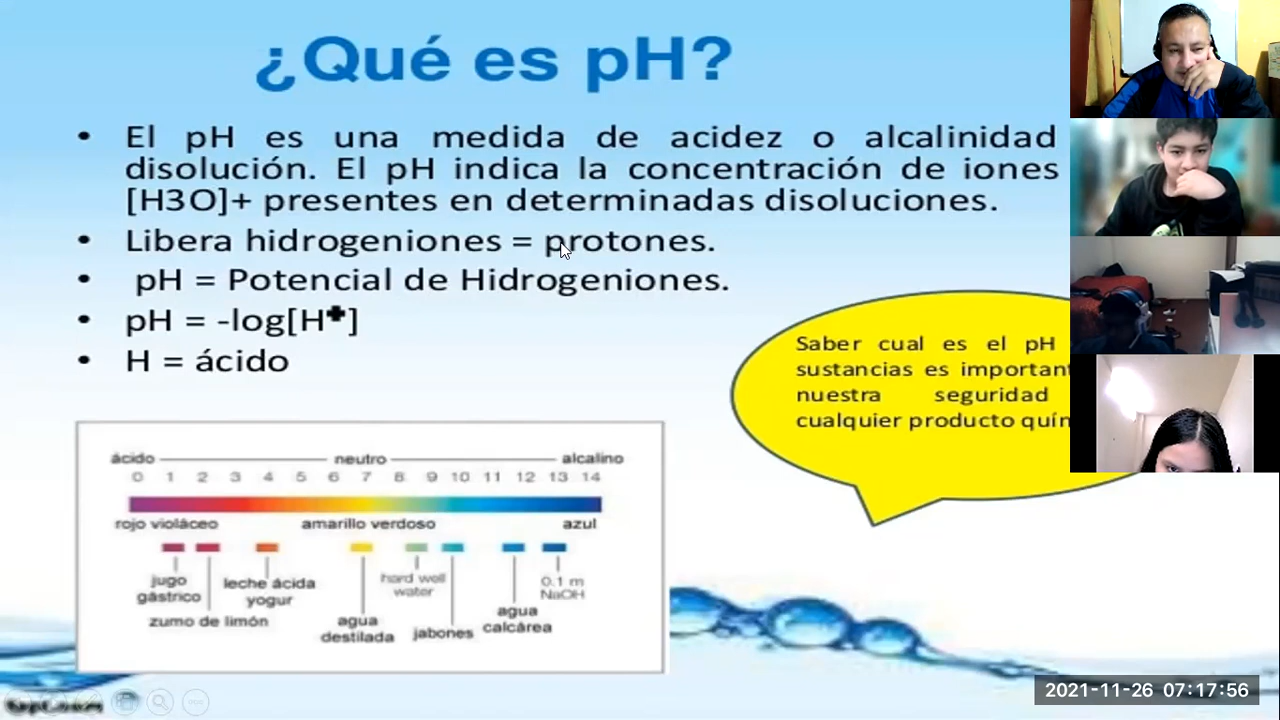 ¿Qué es pH?
• El pH es una medida de acidez o alcalinidad
disolución. El pH indica la concentración de iones
[H3O]+ presentes en determinadas disoluciones.
• Libera hidrogeniones = protones.
• pH = Potencial de Hidrogeniones.
• pH = -log[H+]
• H = ácido
Saber cual es el pH
sustancias es important
nuestra seguridad
cualquier producto quím
ácido neutro alcalino
0 1 2 3 4 5 6 7 8 9 10 11 12 13 14
rojo violáceo amarillo verdoso azul
jugo
gástrico
zumo de limón
leche ácida
yogur
agua
destilada
hard well
water
jabones
agua
calcárea
0.1 m
NaOH
2021-11-26 07:17:56